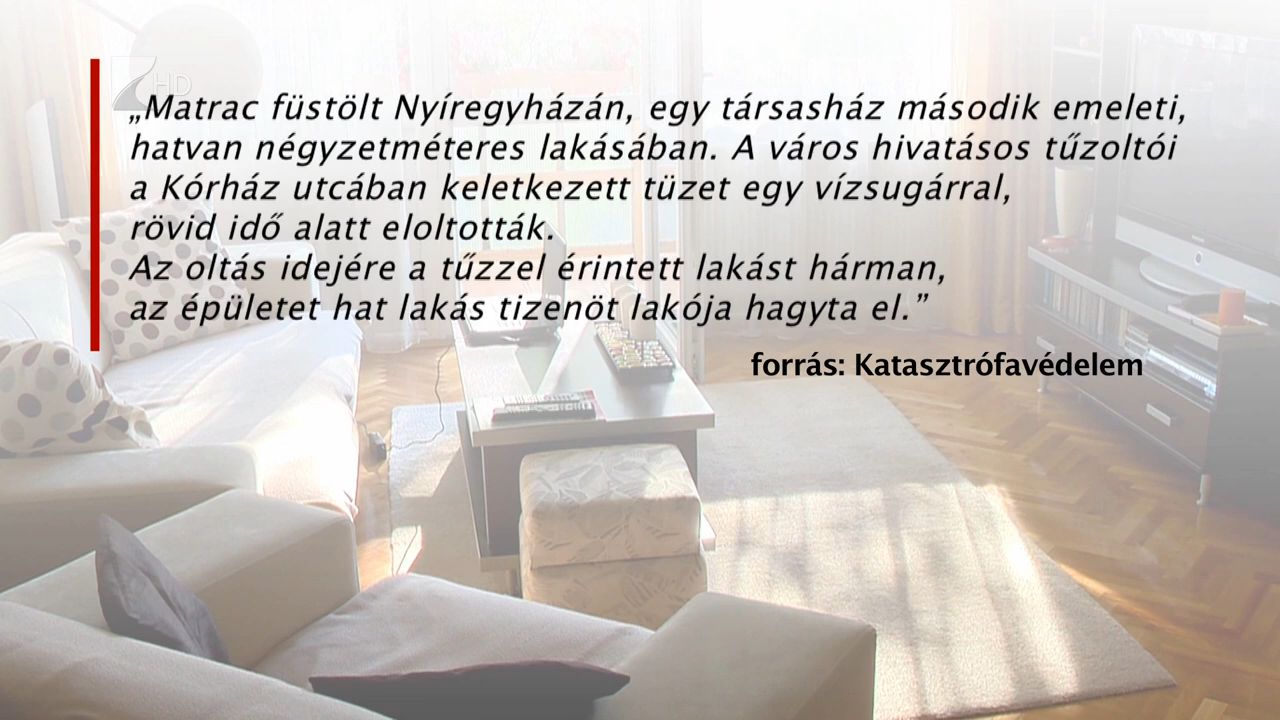 HD
„Matrac füstölt Nyíregyházán, egy társasház második emeleti,
hatvan négyzetméteres lakásában. A város hivatásos tűzoltói
a Kórház utcában keletkezett tüzet egy vízsugárral,
rövid idő alatt eloltották.
Az oltás idejére a tűzzel érintett lakást hárman,
az épületet hat lakás tizenöt lakója hagyta el.”
forrás: Katasztrófavédelem